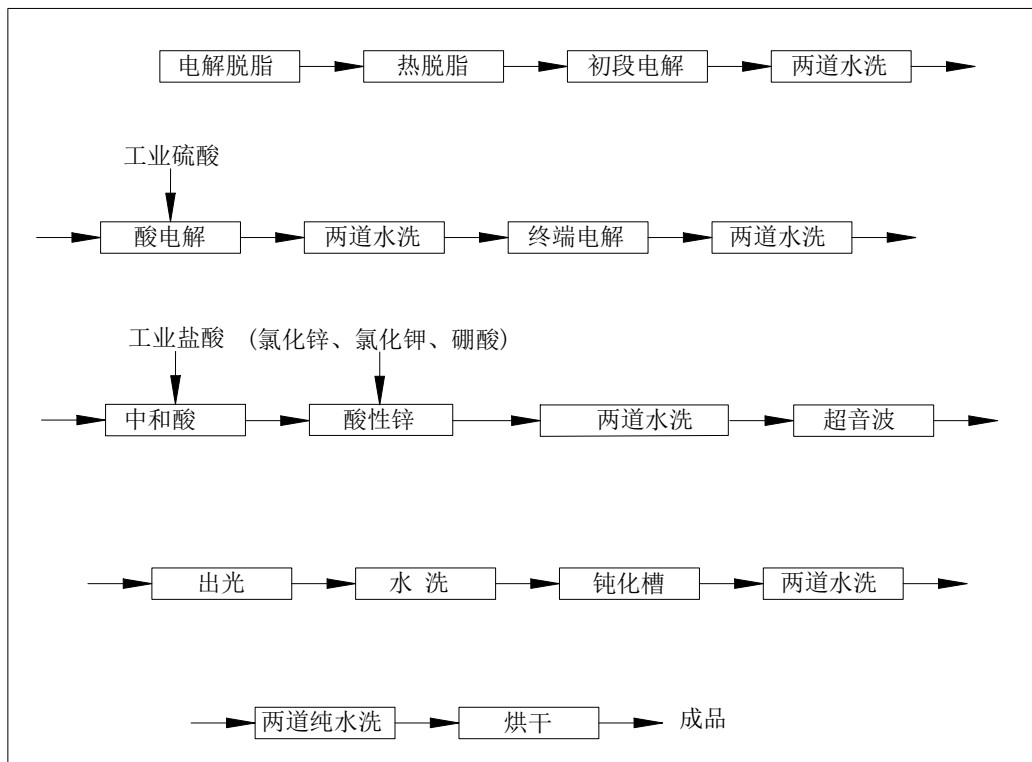 电解脱脂 热脱脂 初段电解 两道水洗
工业硫酸
酸电解 两道水洗 终端电解 两道水洗
工业盐酸 (氯化锌、氯化钾、硼酸)
中和酸 酸性锌 两道水洗 超音波
出光 水 洗 钝化槽 两道水洗
两道纯水洗 烘干 成品